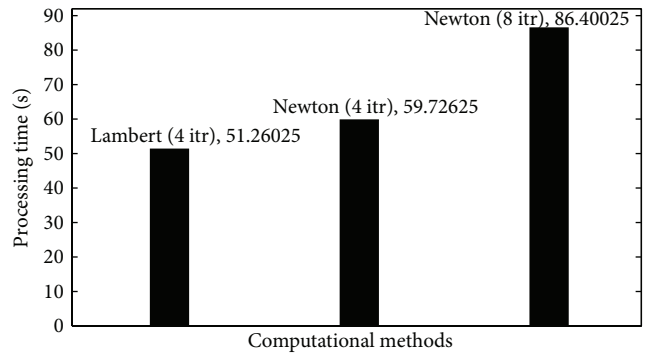 Processing time (s)
90
80
70
60
50
40
30
20
10
0
Lambert (4 itr), 51.26025
Newton (4 itr), 59.72625
Newton (8 itr), 86.40025
Computational methods